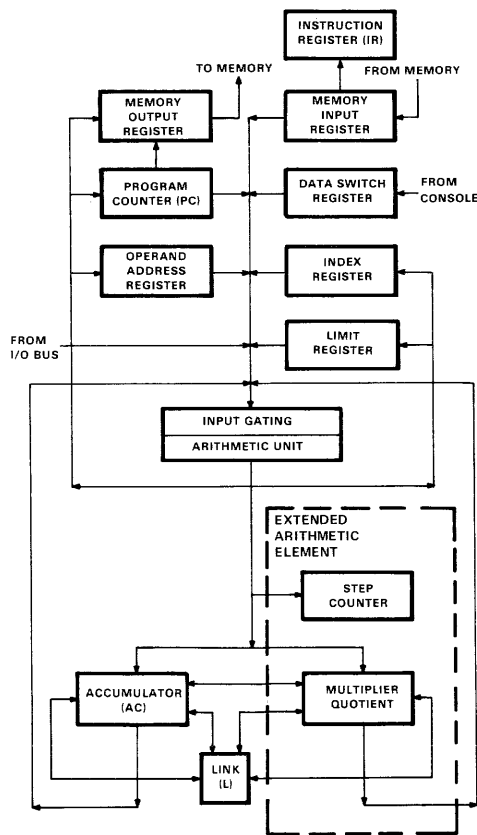 INSTRUCTION
REGISTER (IR)
TO MEMORY
FROM MEMORY
MEMORY
OUTPUT
REGISTER
MEMORY
INPUT
REGISTER
PROGRAM
COUNTER (PC)
DATA SWITCH
REGISTER
FROM
CONSOLE
OPERAND
ADDRESS
REGISTER
INDEX
REGISTER
FROM
I/O BUS
LIMIT
REGISTER
INPUT GATING
ARITHMETIC UNIT
EXTENDED
ARITHMETIC
ELEMENT
STEP
COUNTER
ACCUMULATOR
(AC)
MULTIPLIER
QUOTIENT
LINK
(L)